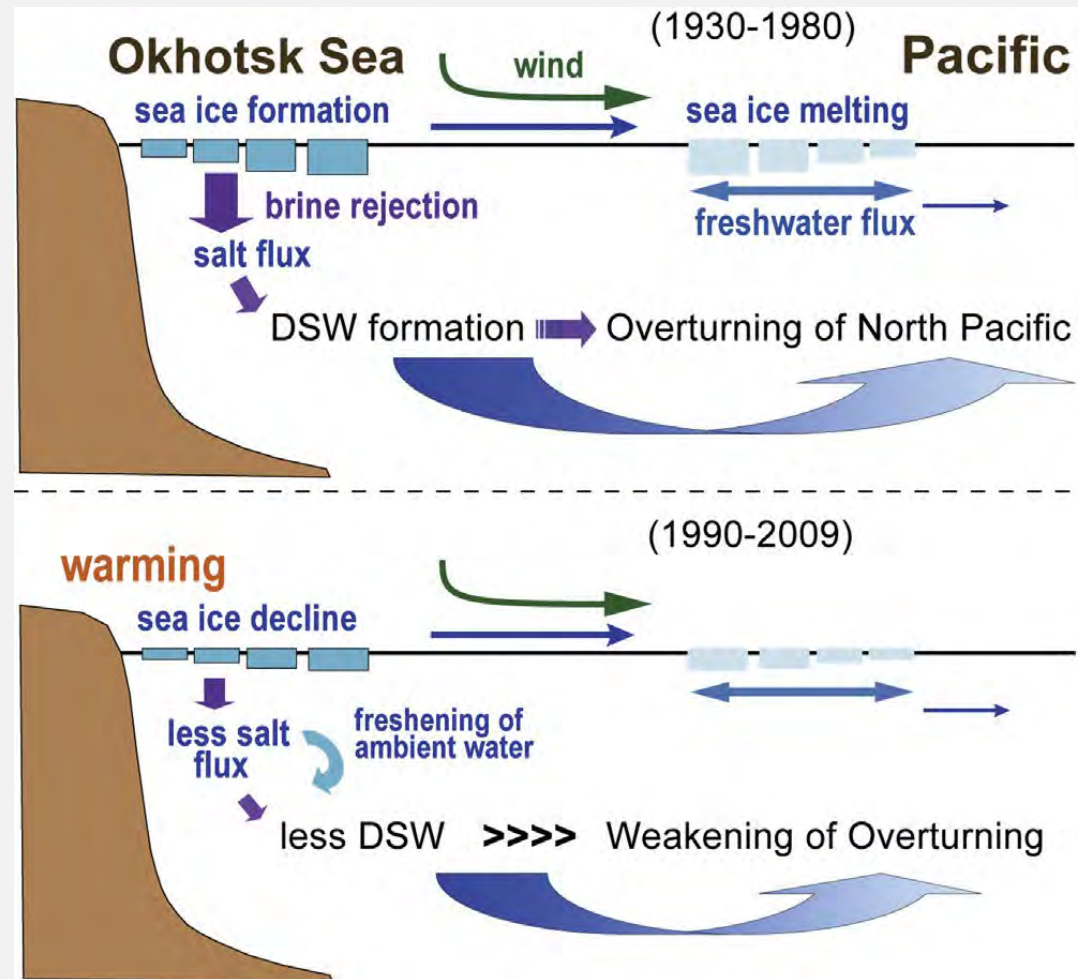 (1930-1980)
Okhotsk Sea
wind
Pacific
sea ice formation
sea ice melting
brine rejection
salt flux
freshwater flux
DSW formation
Overturning of North Pacific
(1990-2009)
warming
sea ice decline
less salt
flux
freshening of
ambient water
less DSW >>>> Weakening of Overturning